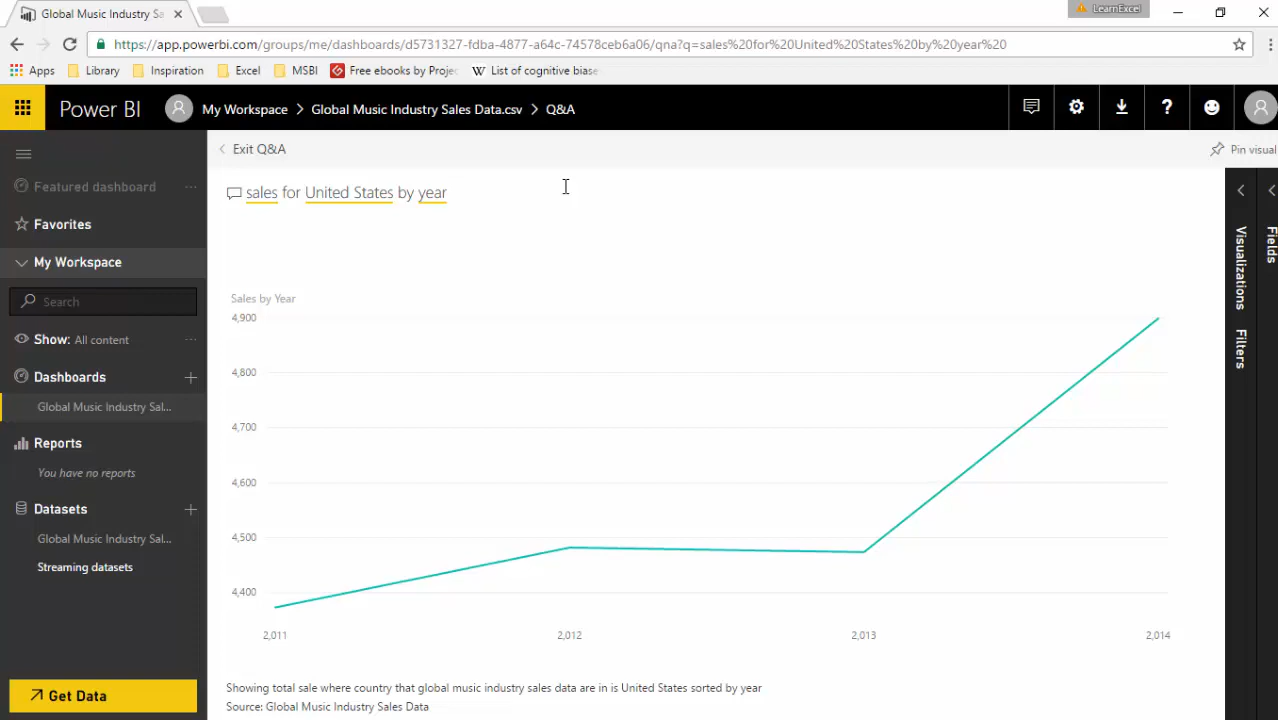 Global Music Industry Sa
LearnExcel
https://app.powerbi.com/groups/me/dashboards/d5731327-fdba-4877-a64c-74578ceb6a06/qna?q=sales%20for%20United%20States%20by%20year%20
Apps Library Inspiration Excel MSBI Free ebooks by Projec List of cognitive biase
Power BI My Workspace > Global Music Industry Sales Data.csv > Q&A
Exit Q&A
Pin visual
Featured dashboard ...
Favorites
My Workspace
Search
Show: All content ...
Dashboards +
Global Music Industry Sal...
Reports
You have no reports
Datasets +
Global Music Industry Sal...
Streaming datasets
Get Data
sales for United States by year
Sales by Year
4,900
4,800
4,700
4,600
4,500
4,400
2,011 2,012 2,013 2,014
Showing total sale where country that global music industry sales data are in is United States sorted by year
Source: Global Music Industry Sales Data
Visualizations
Filters
Fields